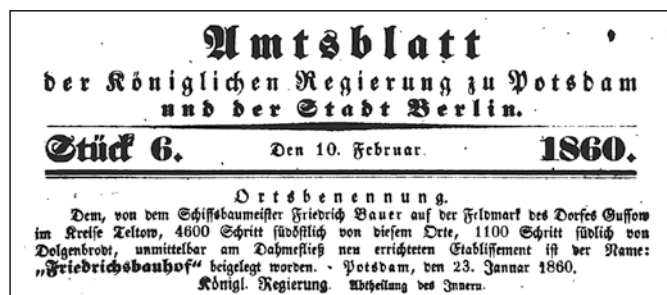 Amtsblatt
der Königlichen Regierung zu Potsdam
und der Stadt Berlin.
Stück 6. Den 10. Februar. 1860.
Ortsbenennung.
Dem, von dem Schiffsbaumeister Friedrich Bauer auf der Feldmark des Dorfes Gussow
im Kreise Teltow, 4600 Schritt südöstlich von diesem Orte, 1100 Schritt südlich von
Dolgenbrodt, unmittelbar am Dahmefließ neu errichteten Etablissement ist der Name:
„Friedrichsbauhof“ beigelegt worden. - Potsdam, den 23. Januar 1860.
Königl. Regierung. Abtheilung des Innern.